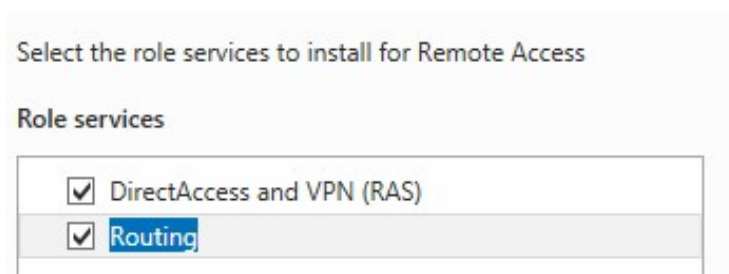 Select the role services to install for Remote Access
Role services
DirectAccess and VPN (RAS)
Routing